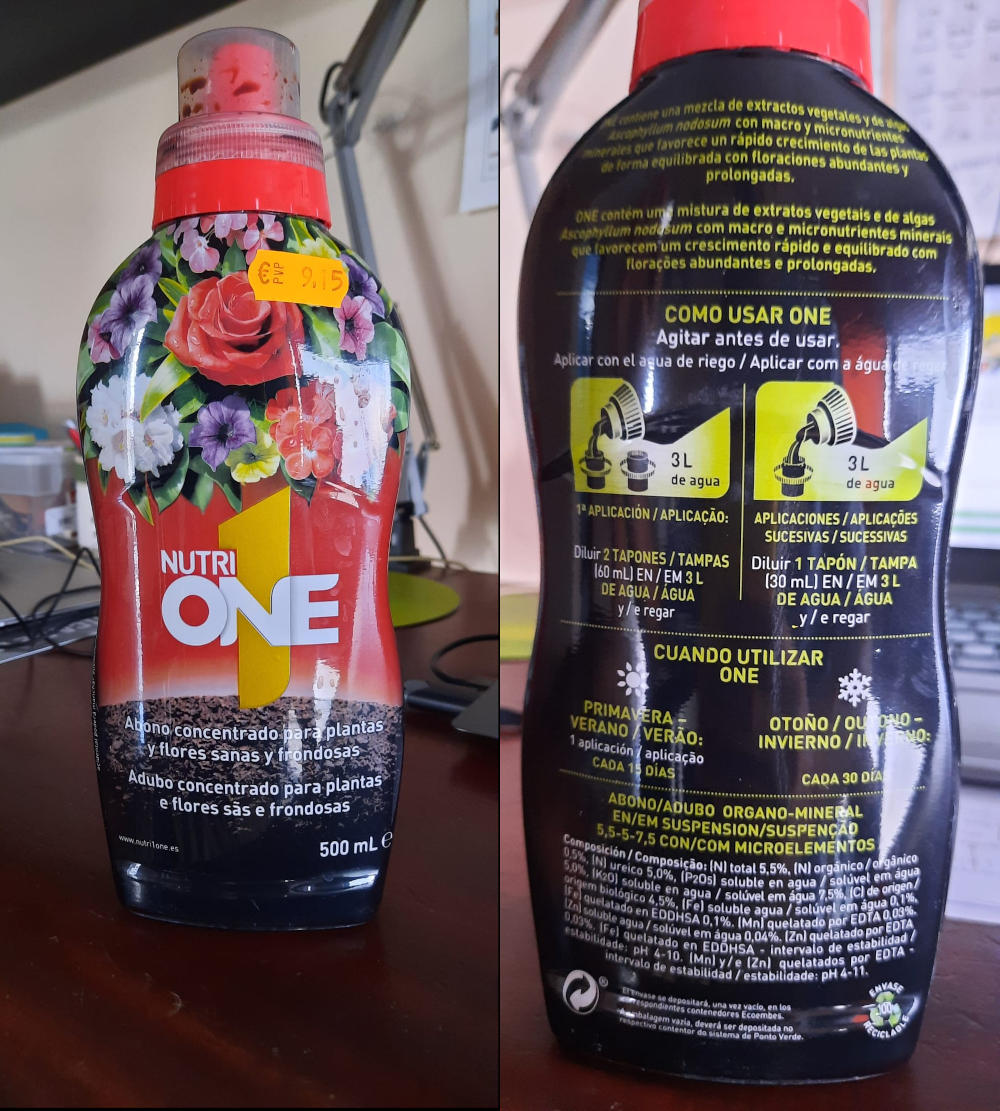 € PVP 9,15
NUTRI
ONE
1
Abono concentrado para plantas
y flores sanas y frondosas
Adubo concentrado para plantas
e flores sãs e frondosas
www.nutri1one.es
500 mL e
contiene una mezcla de extractos vegetales y de algas
Ascophyllum nodosum con macro y micronutrientes
minerales que favorece un rápido crecimiento de las plantas
de forma equilibrada con floraciones abundantes y
prolongadas.
ONE contém uma mistura de extratos vegetais e de algas
Ascophyllum nodosum com macro e micronutrientes minerais
que favorecem um crescimento rápido e equilibrado com
florações abundantes e prolongadas.
COMO USAR ONE
Agitar antes de usar.
Aplicar con el agua de riego / Aplicar com a água de rega
3 L
de agua
3 L
de agua
1ª APLICACIÓN / APLICAÇÃO:
APLICACIONES / APLICAÇÕES
SUCESIVAS / SUCESSIVAS
Diluir 2 TAPONES / TAMPAS
(60 mL) EN / EM 3 L
DE AGUA / ÁGUA
y / e regar
Diluir 1 TAPÓN / TAMPA
(30 mL) EN / EM 3 L
DE AGUA / ÁGUA
y / e regar
CUANDO UTILIZAR
ONE
PRIMAVERA –
VERANO / VERÃO:
1 aplicación / aplicação
CADA 15 DÍAS
OTOÑO / OUTONO –
INVIERNO / INVERNO:
CADA 30 DÍAS
ABONO/ADUBO ORGANO-MINERAL
EN/EM SUSPENSION/SUSPENÇÃO
5,5-5-7,5 CON/COM MICROELEMENTOS
Composición / Composição: (N) total 5,5%, (N) orgánico / orgânico
0,5%, (N) ureico 5,0%, (P2O5) soluble en agua / solúvel em água
5,0%, (K2O) soluble en agua / solúvel em água 7,5%, (C) de origen /
origem biológico 4,5%, (Fe) soluble agua / solúvel em água 0,1%,
(Fe) quelatado en EDDHSA 0,1%. (Mn) quelatado por EDTA 0,03%.
(Zn) soluble agua / solúvel em água 0,04%. (Zn) quelatado por EDTA
0,03%. (Fe) quelatado en EDDHSA - intervalo de estabilidad /
estabilidade: pH 4-10. (Mn) y/e (Zn) quelatados por EDTA -
intervalo de estabilidad / estabilidade: pH 4-11.
®
El envase se depositará, una vez vacío, en los
correspondientes contenedores Ecoembes.
A embalagem vazia, deverá ser depositada no
respectivo contentor do sistema de Ponto Verde.
ENVASE
100%
RECICLABLE